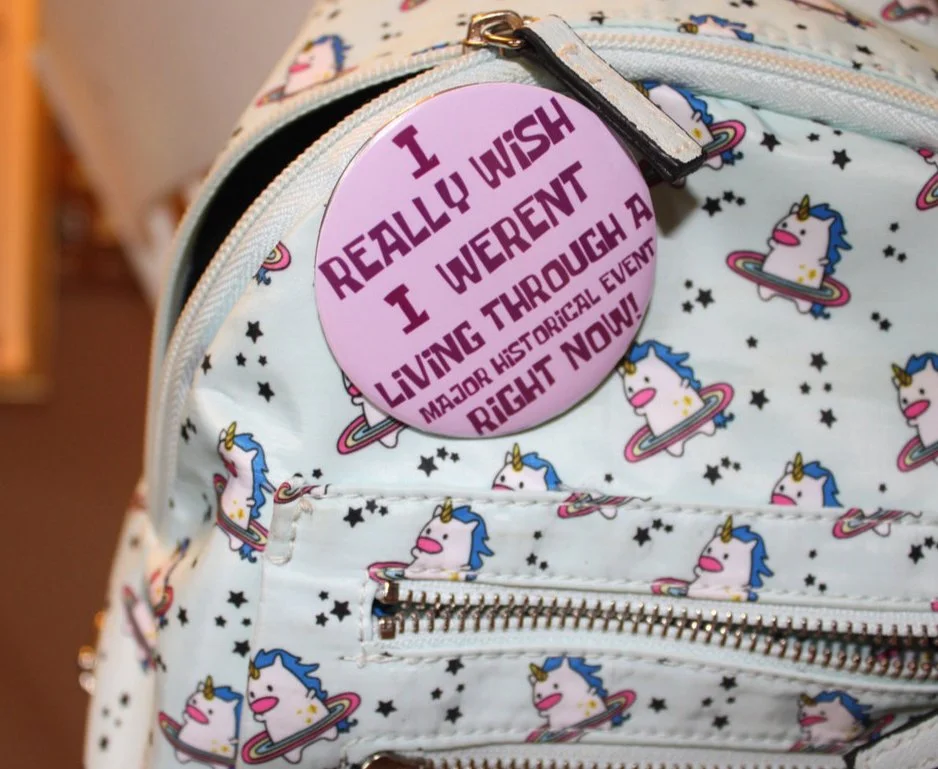 I
REALLY WiSH
I WERENT
LiViNG THROUGH A
MAJOR HiSTORiCAL EVENT
RiGHT NOW!